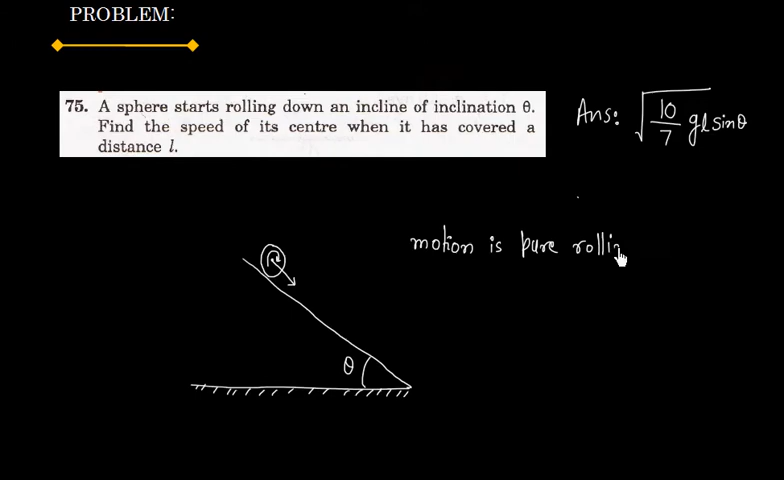 PROBLEM:
75. A sphere starts rolling down an incline of inclination θ.
Find the speed of its centre when it has covered a
distance l.
Ans: √(10/7 gl sinθ)
motion is pure rollin
R
θ